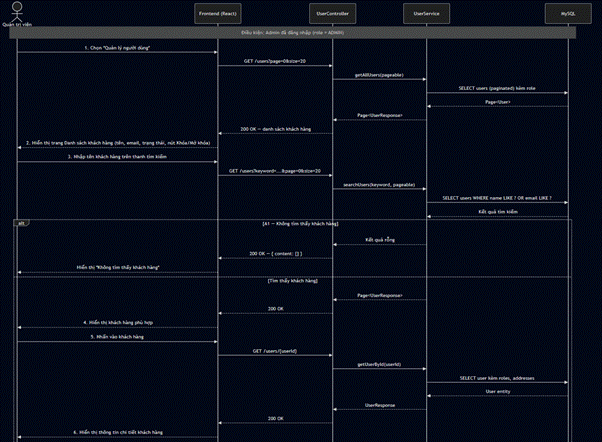 Quản trị viên
Frontend (React)
UserController
UserService
MySQL
Điều kiện: Admin đã đăng nhập (role = ADMIN)
1. Chọn "Quản lý người dùng"
GET /users?page=0&size=20
getAllUsers(pageable)
SELECT users (paginated) kèm role
Page<User>
Page<UserResponse>
200 OK — danh sách khách hàng
2. Hiển thị trang Danh sách khách hàng (tên, email, trạng thái, nút Khóa/Mở khóa)
3. Nhập tên khách hàng trên thanh tìm kiếm
GET /users?keyword=...&page=0&size=20
searchUsers(keyword, pageable)
SELECT users WHERE name LIKE ? OR email LIKE ?
Kết quả tìm kiếm
alt
[A1 — Không tìm thấy khách hàng]
Kết quả rỗng
200 OK — { content: [] }
Hiển thị "Không tìm thấy khách hàng"
[Tìm thấy khách hàng]
Page<UserResponse>
200 OK
4. Hiển thị khách hàng phù hợp
5. Nhấn vào khách hàng
GET /users/{userId}
getUserById(userId)
SELECT user kèm roles, addresses
User entity
UserResponse
200 OK
6. Hiển thị thông tin chi tiết khách hàng